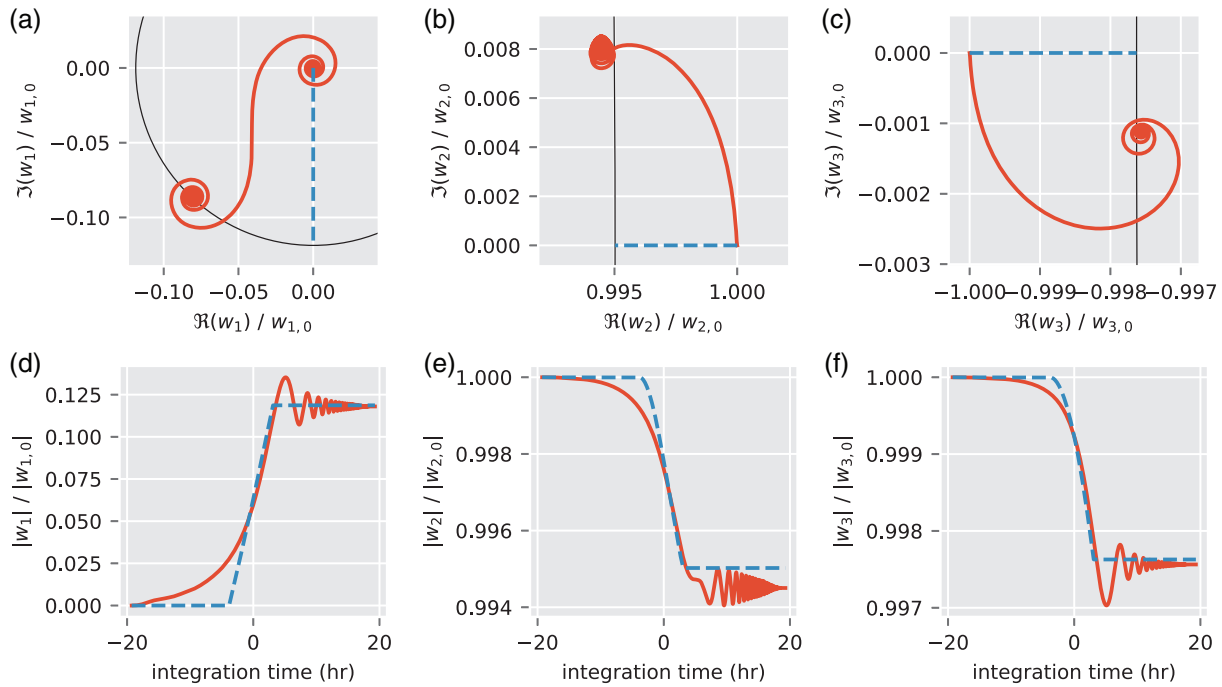 (a)
0.00
−0.05
−0.10
ℑ(w₁) / w₁,₀
−0.10 −0.05 0.00
ℜ(w₁) / w₁,₀
(b)
0.008
0.006
0.004
0.002
0.000
ℑ(w₂) / w₂,₀
0.995 1.000
ℜ(w₂) / w₂,₀
(c)
0.000
−0.001
−0.002
−0.003
ℑ(w₃) / w₃,₀
−1.000 −0.999 −0.998 −0.997
ℜ(w₃) / w₃,₀
(d)
0.125
0.100
0.075
0.050
0.025
0.000
|w₁| / |w₁,₀|
−20 0 20
integration time (hr)
(e)
1.000
0.998
0.996
0.994
|w₂| / |w₂,₀|
−20 0 20
integration time (hr)
(f)
1.000
0.999
0.998
0.997
|w₃| / |w₃,₀|
−20 0 20
integration time (hr)